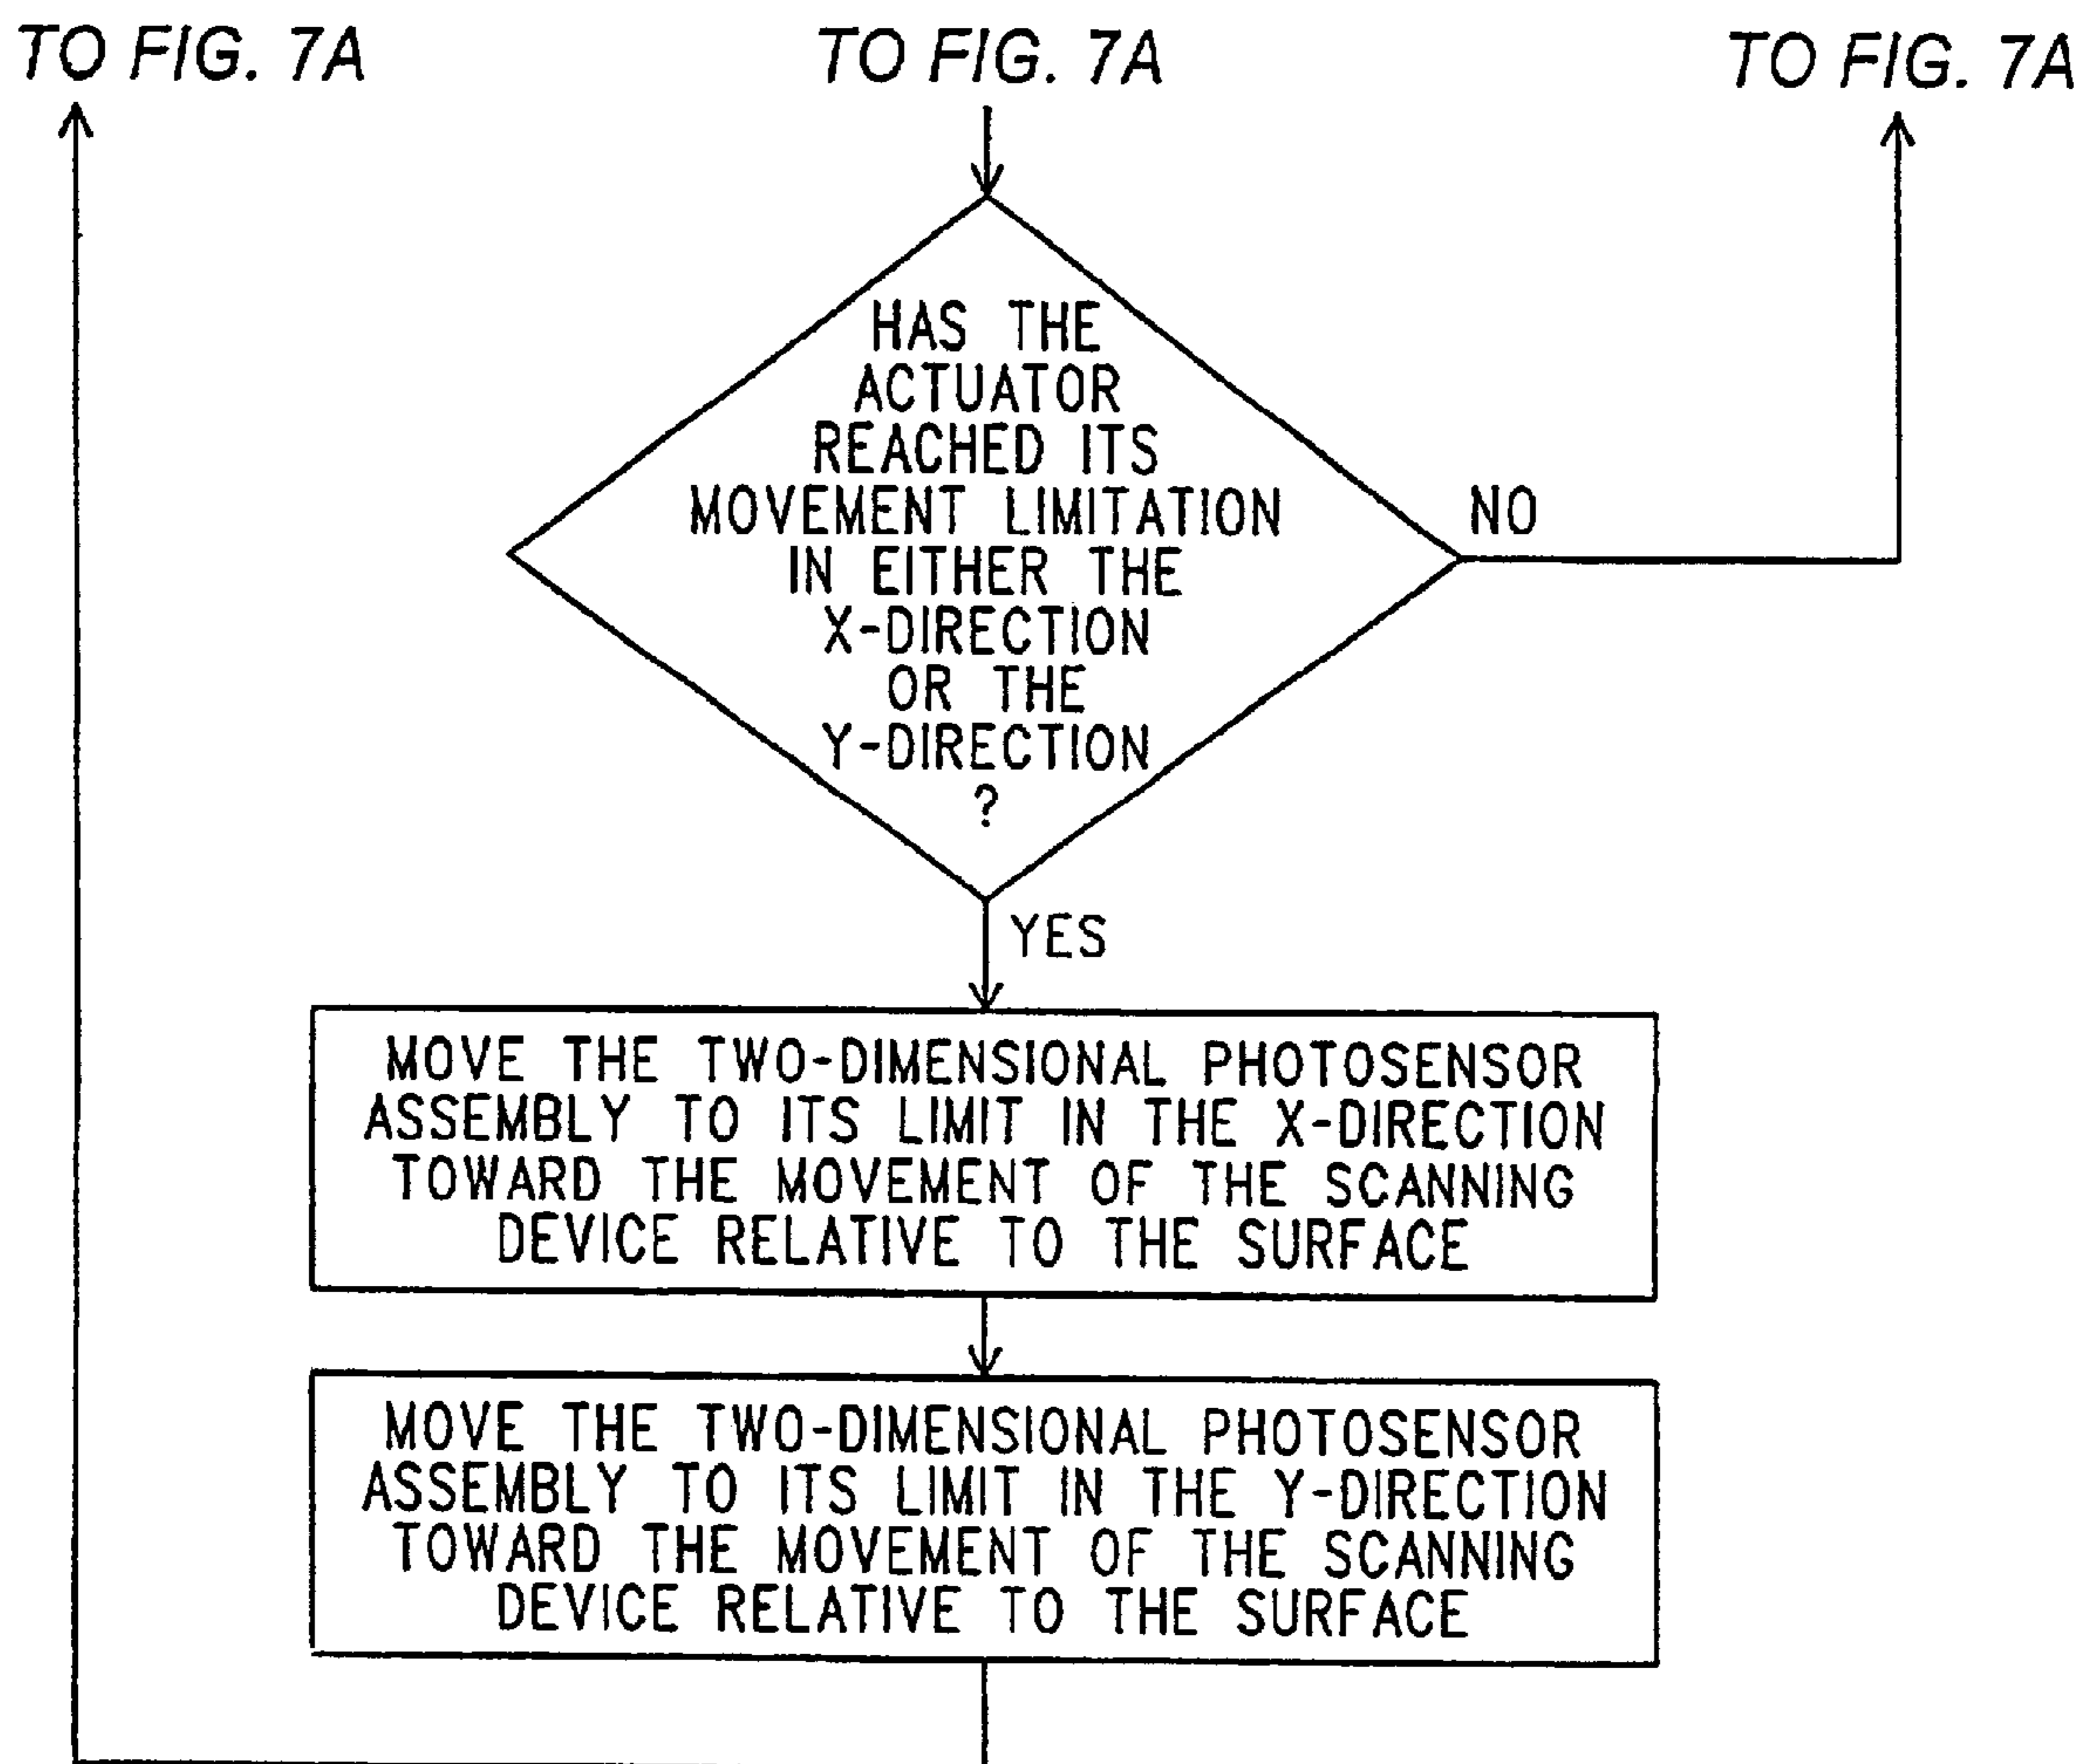 TO FIG. 7A
TO FIG. 7A
TO FIG. 7A
HAS THE
ACTUATOR
REACHED ITS
MOVEMENT LIMITATION
IN EITHER THE
X-DIRECTION
OR THE
Y-DIRECTION
?
NO
YES
MOVE THE TWO-DIMENSIONAL PHOTOSENSOR
ASSEMBLY TO ITS LIMIT IN THE X-DIRECTION
TOWARD THE MOVEMENT OF THE SCANNING
DEVICE RELATIVE TO THE SURFACE
MOVE THE TWO-DIMENSIONAL PHOTOSENSOR
ASSEMBLY TO ITS LIMIT IN THE Y-DIRECTION
TOWARD THE MOVEMENT OF THE SCANNING
DEVICE RELATIVE TO THE SURFACE